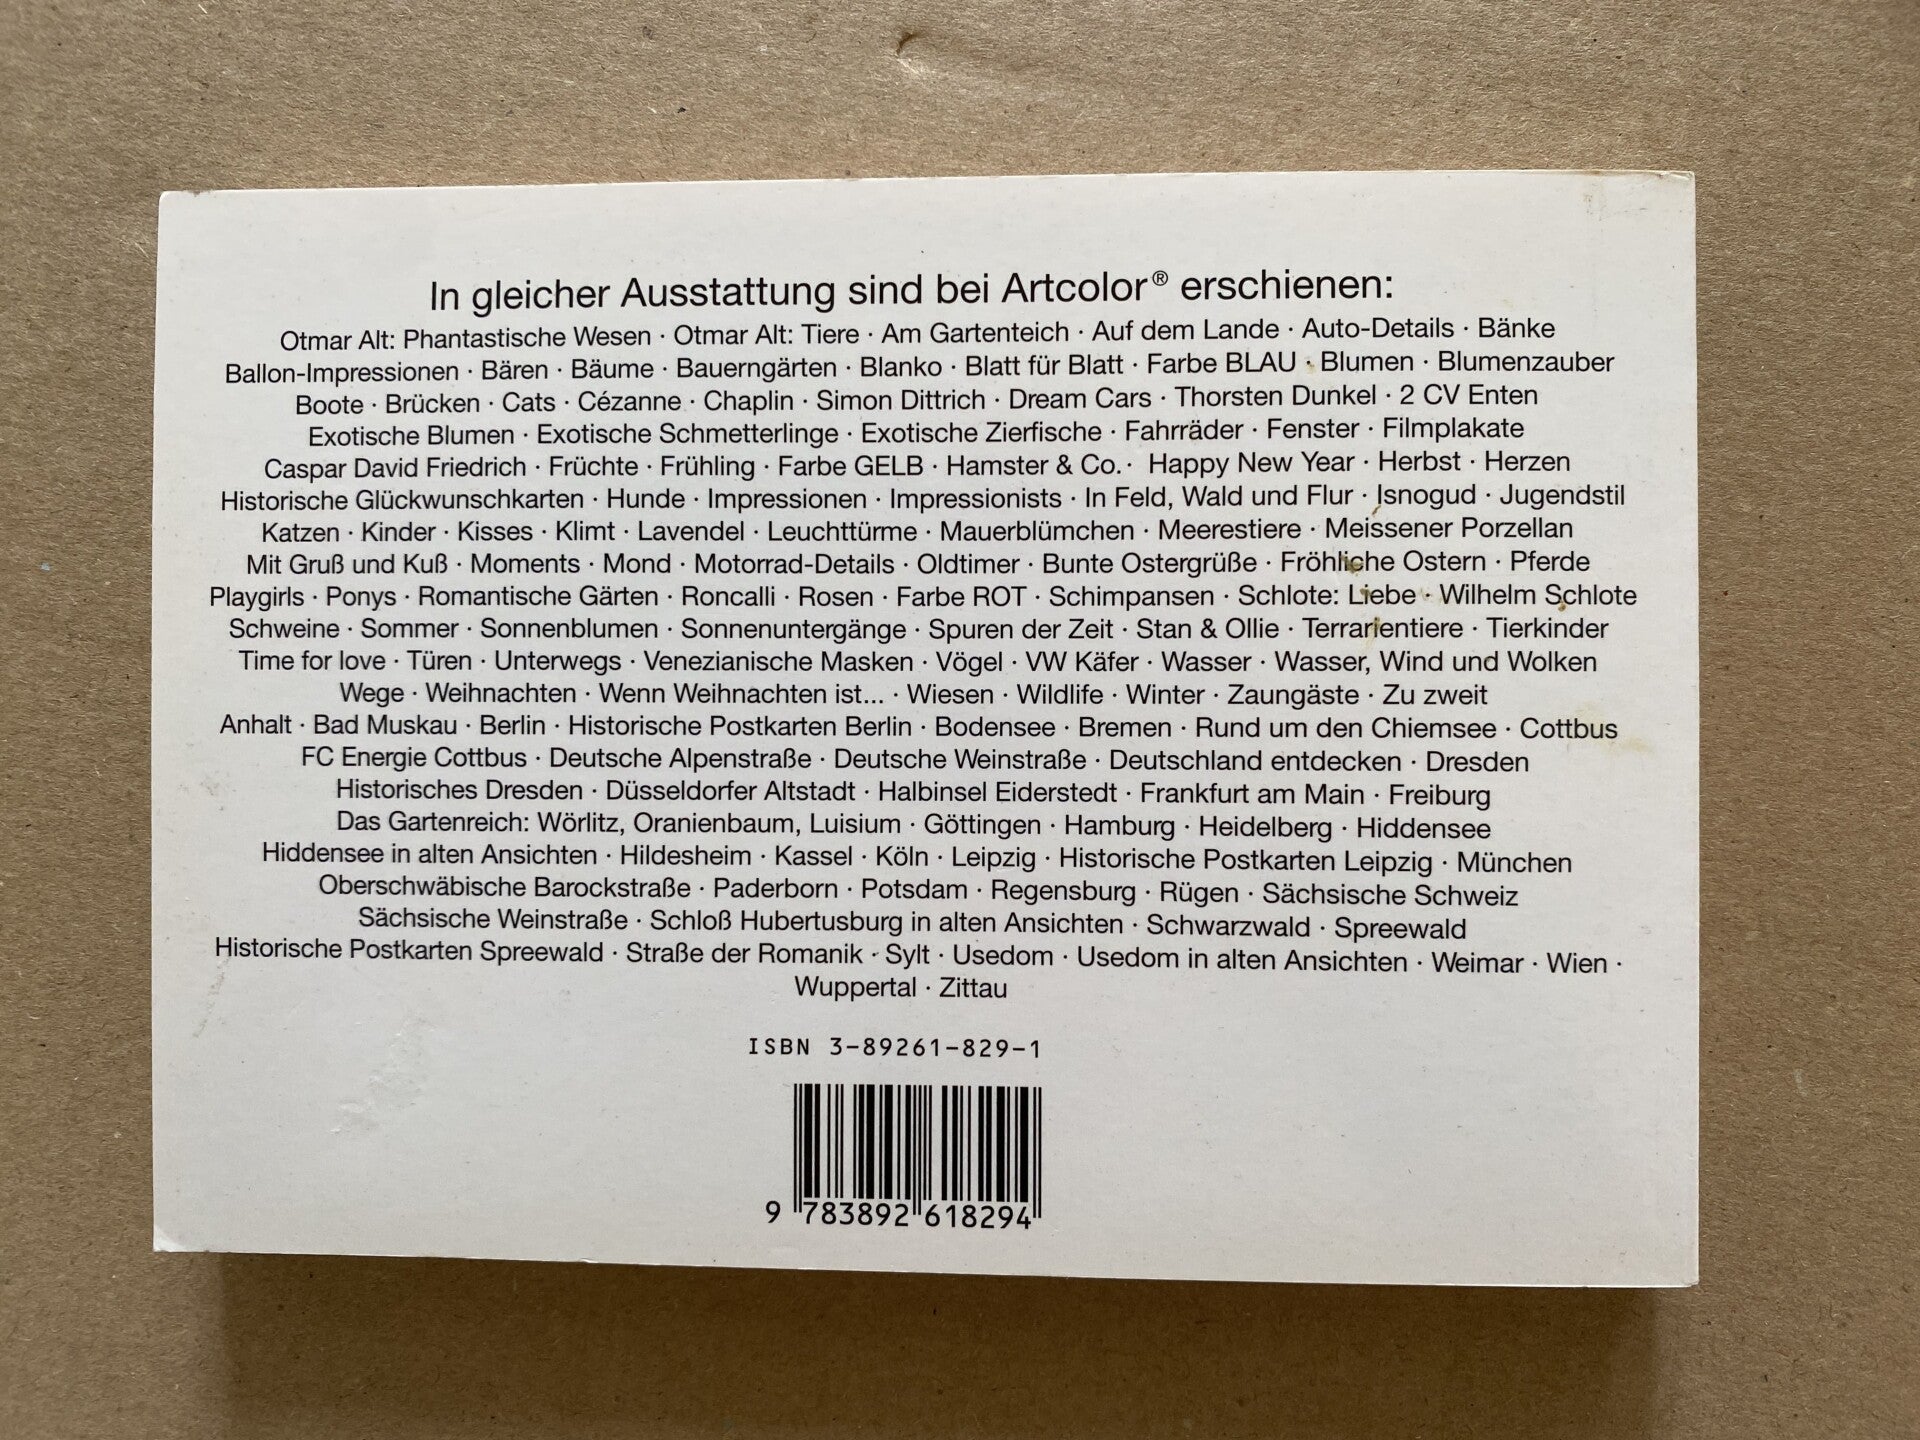 In gleicher Ausstattung sind bei Artcolor® erschienen:
Otmar Alt: Phantastische Wesen · Otmar Alt: Tiere · Am Gartenteich · Auf dem Lande · Auto-Details · Bänke
Ballon-Impressionen · Bären · Bäume · Bauerngärten · Blanko · Blatt für Blatt · Farbe BLAU · Blumen · Blumenzauber
Boote · Brücken · Cats · Cézanne · Chaplin · Simon Dittrich · Dream Cars · Thorsten Dunkel · 2 CV Enten
Exotische Blumen · Exotische Schmetterlinge · Exotische Zierfische · Fahrräder · Fenster · Filmplakate
Caspar David Friedrich · Früchte · Frühling · Farbe GELB · Hamster & Co. · Happy New Year · Herbst · Herzen
Historische Glückwunschkarten · Hunde · Impressionen · Impressionists · In Feld, Wald und Flur · Isnogud · Jugendstil
Katzen · Kinder · Kisses · Klimt · Lavendel · Leuchttürme · Mauerblümchen · Meerestiere · Meissener Porzellan
Mit Gruß und Kuß · Moments · Mond · Motorrad-Details · Oldtimer · Bunte Ostergrüße · Fröhliche Ostern · Pferde
Playgirls · Ponys · Romantische Gärten · Roncalli · Rosen · Farbe ROT · Schimpansen · Schlote: Liebe · Wilhelm Schlote
Schweine · Sommer · Sonnenblumen · Sonnenuntergänge · Spuren der Zeit · Stan & Ollie · Terrarientiere · Tierkinder
Time for love · Türen · Unterwegs · Venezianische Masken · Vögel · VW Käfer · Wasser · Wasser, Wind und Wolken
Wege · Weihnachten · Wenn Weihnachten ist... · Wiesen · Wildlife · Winter · Zaungäste · Zu zweit
Anhalt · Bad Muskau · Berlin · Historische Postkarten Berlin · Bodensee · Bremen · Rund um den Chiemsee · Cottbus
FC Energie Cottbus · Deutsche Alpenstraße · Deutsche Weinstraße · Deutschland entdecken · Dresden
Historisches Dresden · Düsseldorfer Altstadt · Halbinsel Eiderstedt · Frankfurt am Main · Freiburg
Das Gartenreich: Wörlitz, Oranienbaum, Luisium · Göttingen · Hamburg · Heidelberg · Hiddensee
Hiddensee in alten Ansichten · Hildesheim · Kassel · Köln · Leipzig · Historische Postkarten Leipzig · München
Oberschwäbische Barockstraße · Paderborn · Potsdam · Regensburg · Rügen · Sächsische Schweiz
Sächsische Weinstraße · Schloß Hubertusburg in alten Ansichten · Schwarzwald · Spreewald
Historische Postkarten Spreewald · Straße der Romanik · Sylt · Usedom · Usedom in alten Ansichten · Weimar · Wien ·
Wuppertal · Zittau
ISBN 3-89261-829-1
9 783892 618294